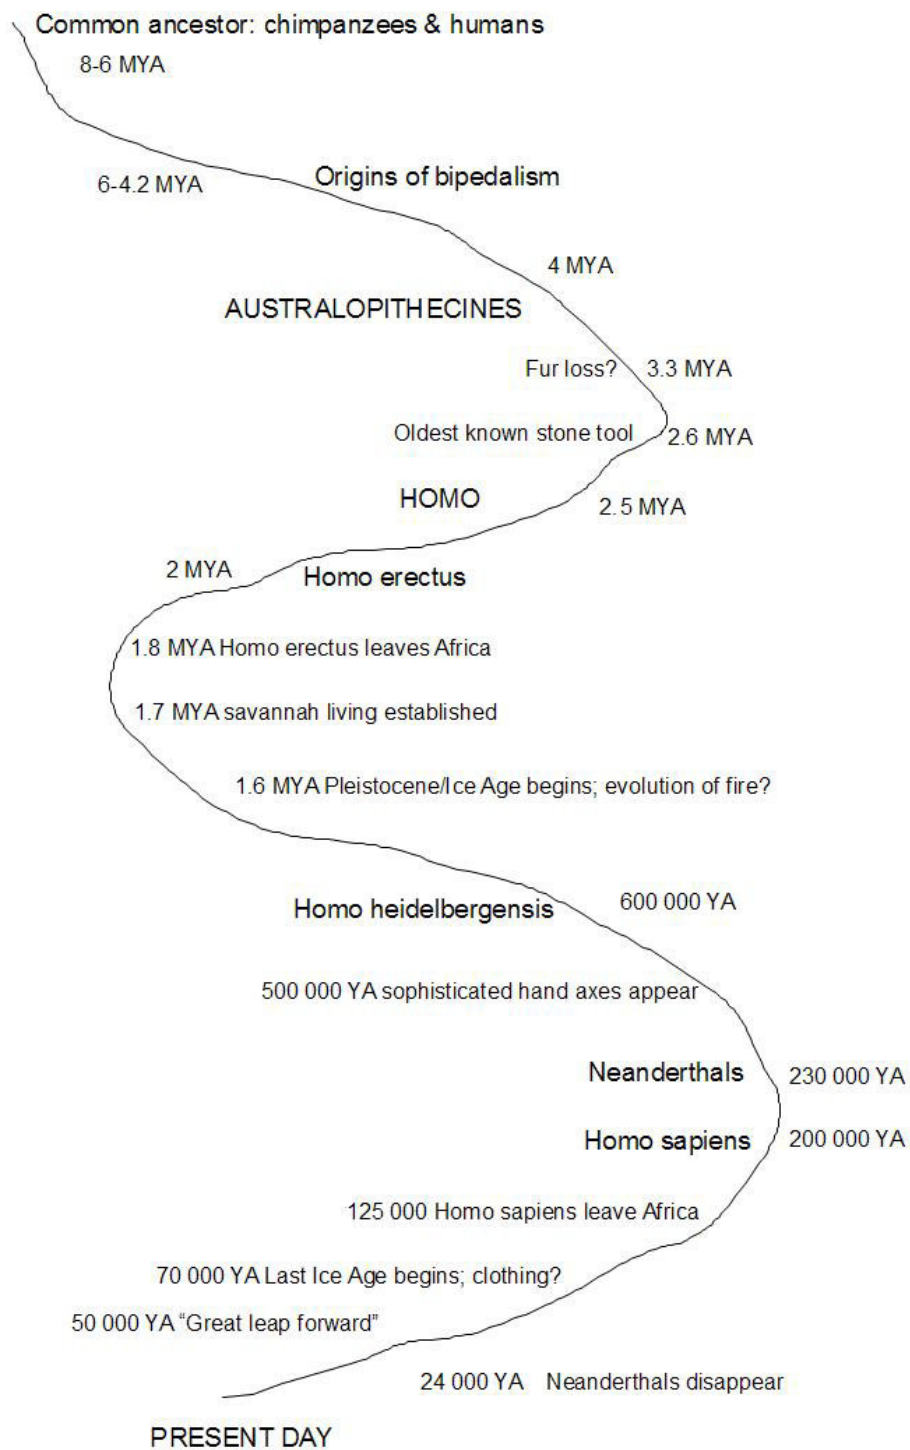 Common ancestor: chimpanzees & humans
8-6 MYA
6-4.2 MYA
Origins of bipedalism
4 MYA
AUSTRALOPITHECINES
Fur loss? 3.3 MYA
Oldest known stone tool 2.6 MYA
HOMO 2.5 MYA
2 MYA Homo erectus
1.8 MYA Homo erectus leaves Africa
1.7 MYA savannah living established
1.6 MYA Pleistocene/Ice Age begins; evolution of fire?
Homo heidelbergensis 600 000 YA
500 000 YA sophisticated hand axes appear
Neanderthals 230 000 YA
Homo sapiens 200 000 YA
125 000 Homo sapiens leave Africa
70 000 YA Last Ice Age begins; clothing?
50 000 YA “Great leap forward”
24 000 YA Neanderthals disappear
PRESENT DAY